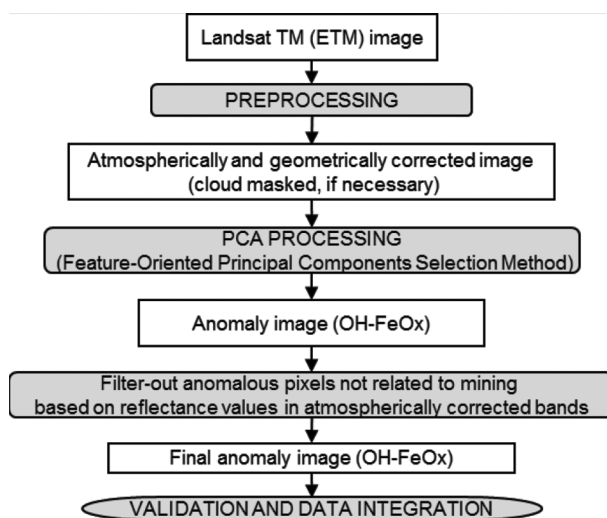 Landsat TM (ETM) image
PREPROCESSING
Atmospherically and geometrically corrected image
(cloud masked, if necessary)
PCA PROCESSING
(Feature-Oriented Principal Components Selection Method)
Anomaly image (OH-FeOx)
Filter-out anomalous pixels not related to mining
based on reflectance values in atmospherically corrected bands
Final anomaly image (OH-FeOx)
VALIDATION AND DATA INTEGRATION